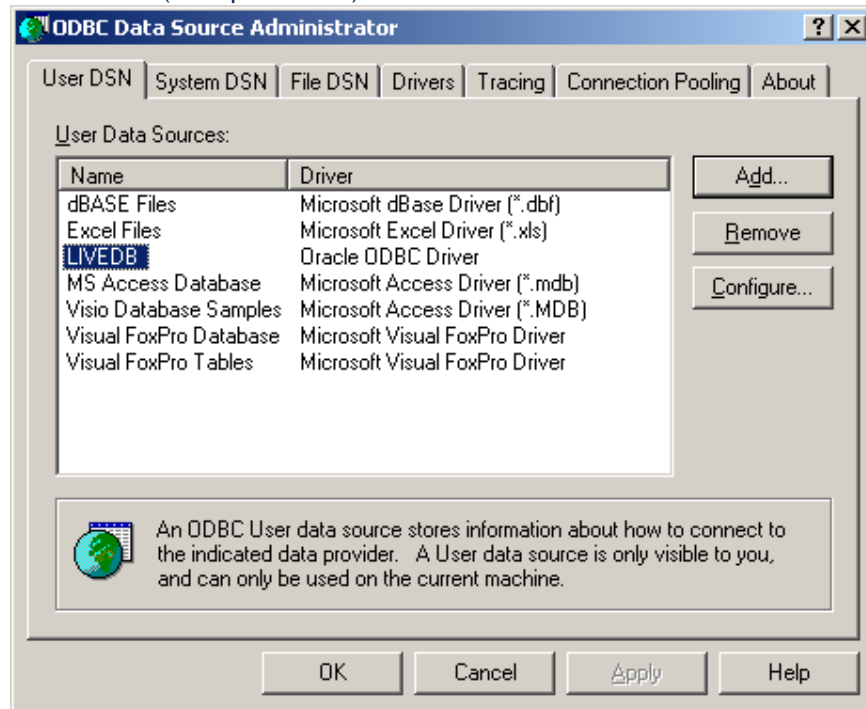 ODBC Data Source Administrator
User DSN System DSN File DSN Drivers Tracing Connection Pooling About
User Data Sources:
Name Driver
dBASE Files Microsoft dBase Driver (*.dbf)
Excel Files Microsoft Excel Driver (*.xls)
LIVEDB Oracle ODBC Driver
MS Access Database Microsoft Access Driver (*.mdb)
Visio Database Samples Microsoft Access Driver (*.MDB)
Visual FoxPro Database Microsoft Visual FoxPro Driver
Visual FoxPro Tables Microsoft Visual FoxPro Driver
Add...
Remove
Configure...
An ODBC User data source stores information about how to connect to
the indicated data provider. A User data source is only visible to you,
and can only be used on the current machine.
OK Cancel Apply Help